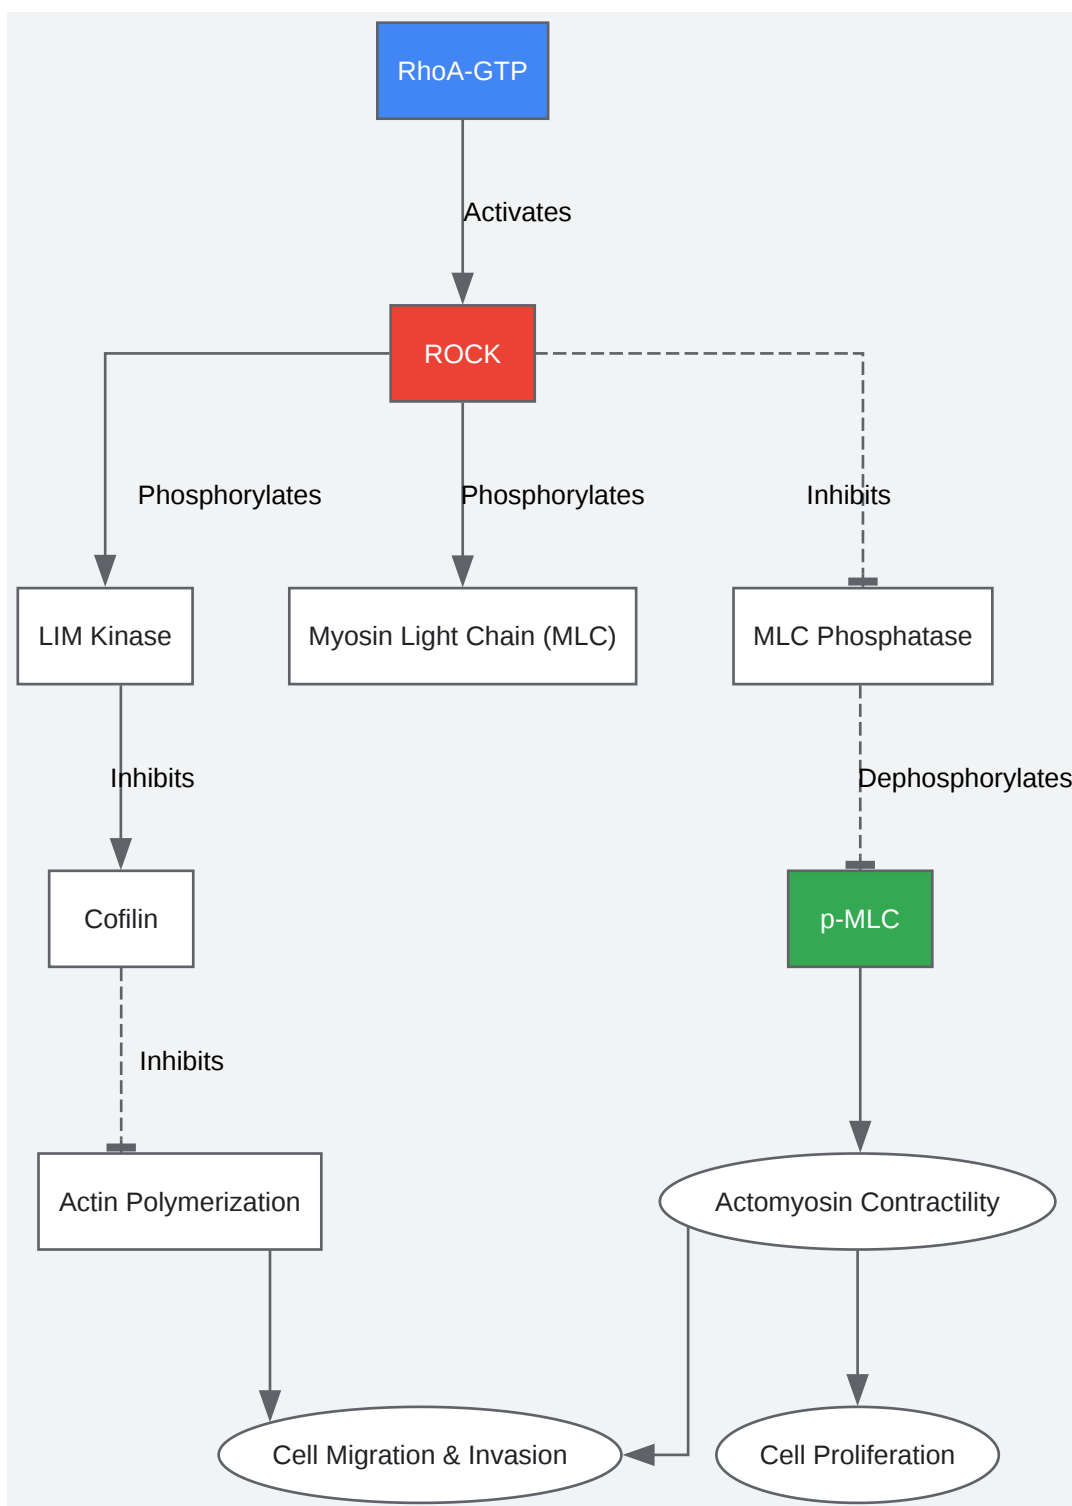 RhoA-GTP
Activates
ROCK
Phosphorylates
Phosphorylates
Inhibits
LIM Kinase
Myosin Light Chain (MLC)
MLC Phosphatase
Inhibits
Dephosphorylates
Cofilin
p-MLC
Inhibits
Actin Polymerization
Actomyosin Contractility
Cell Migration & Invasion
Cell Proliferation